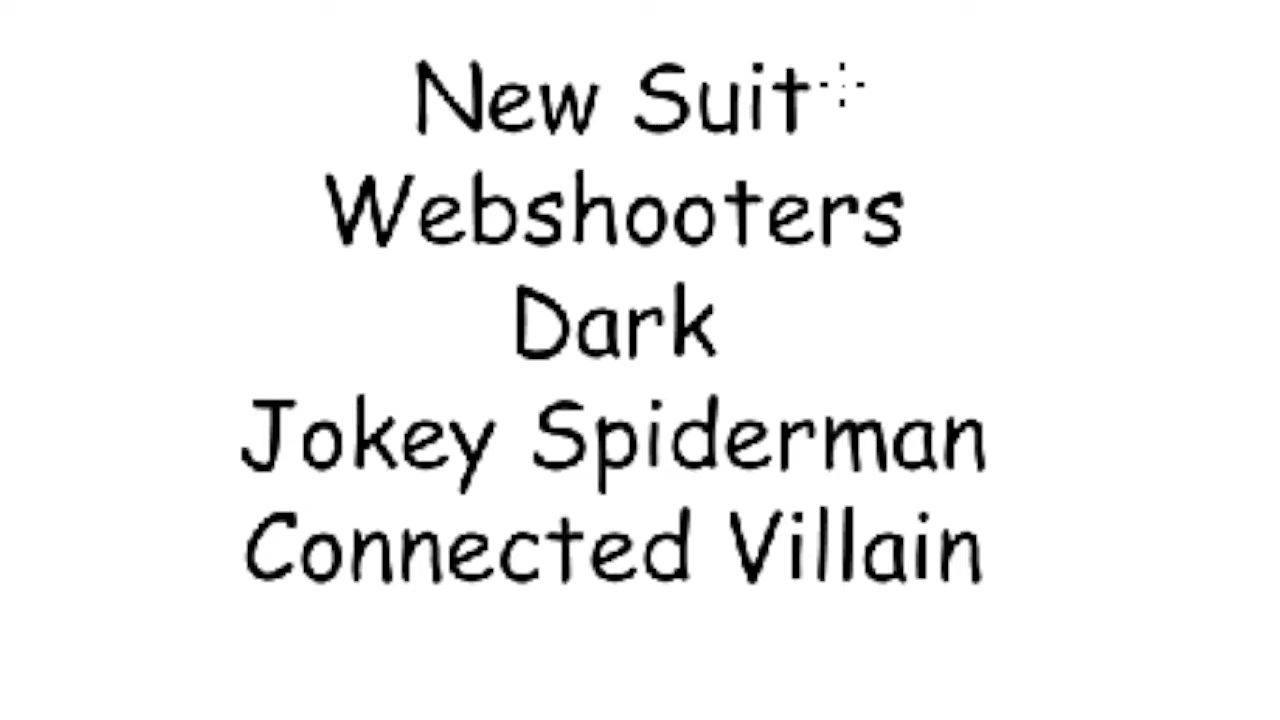 New Suit
Webshooters
Dark
Jokey Spiderman
Connected Villain